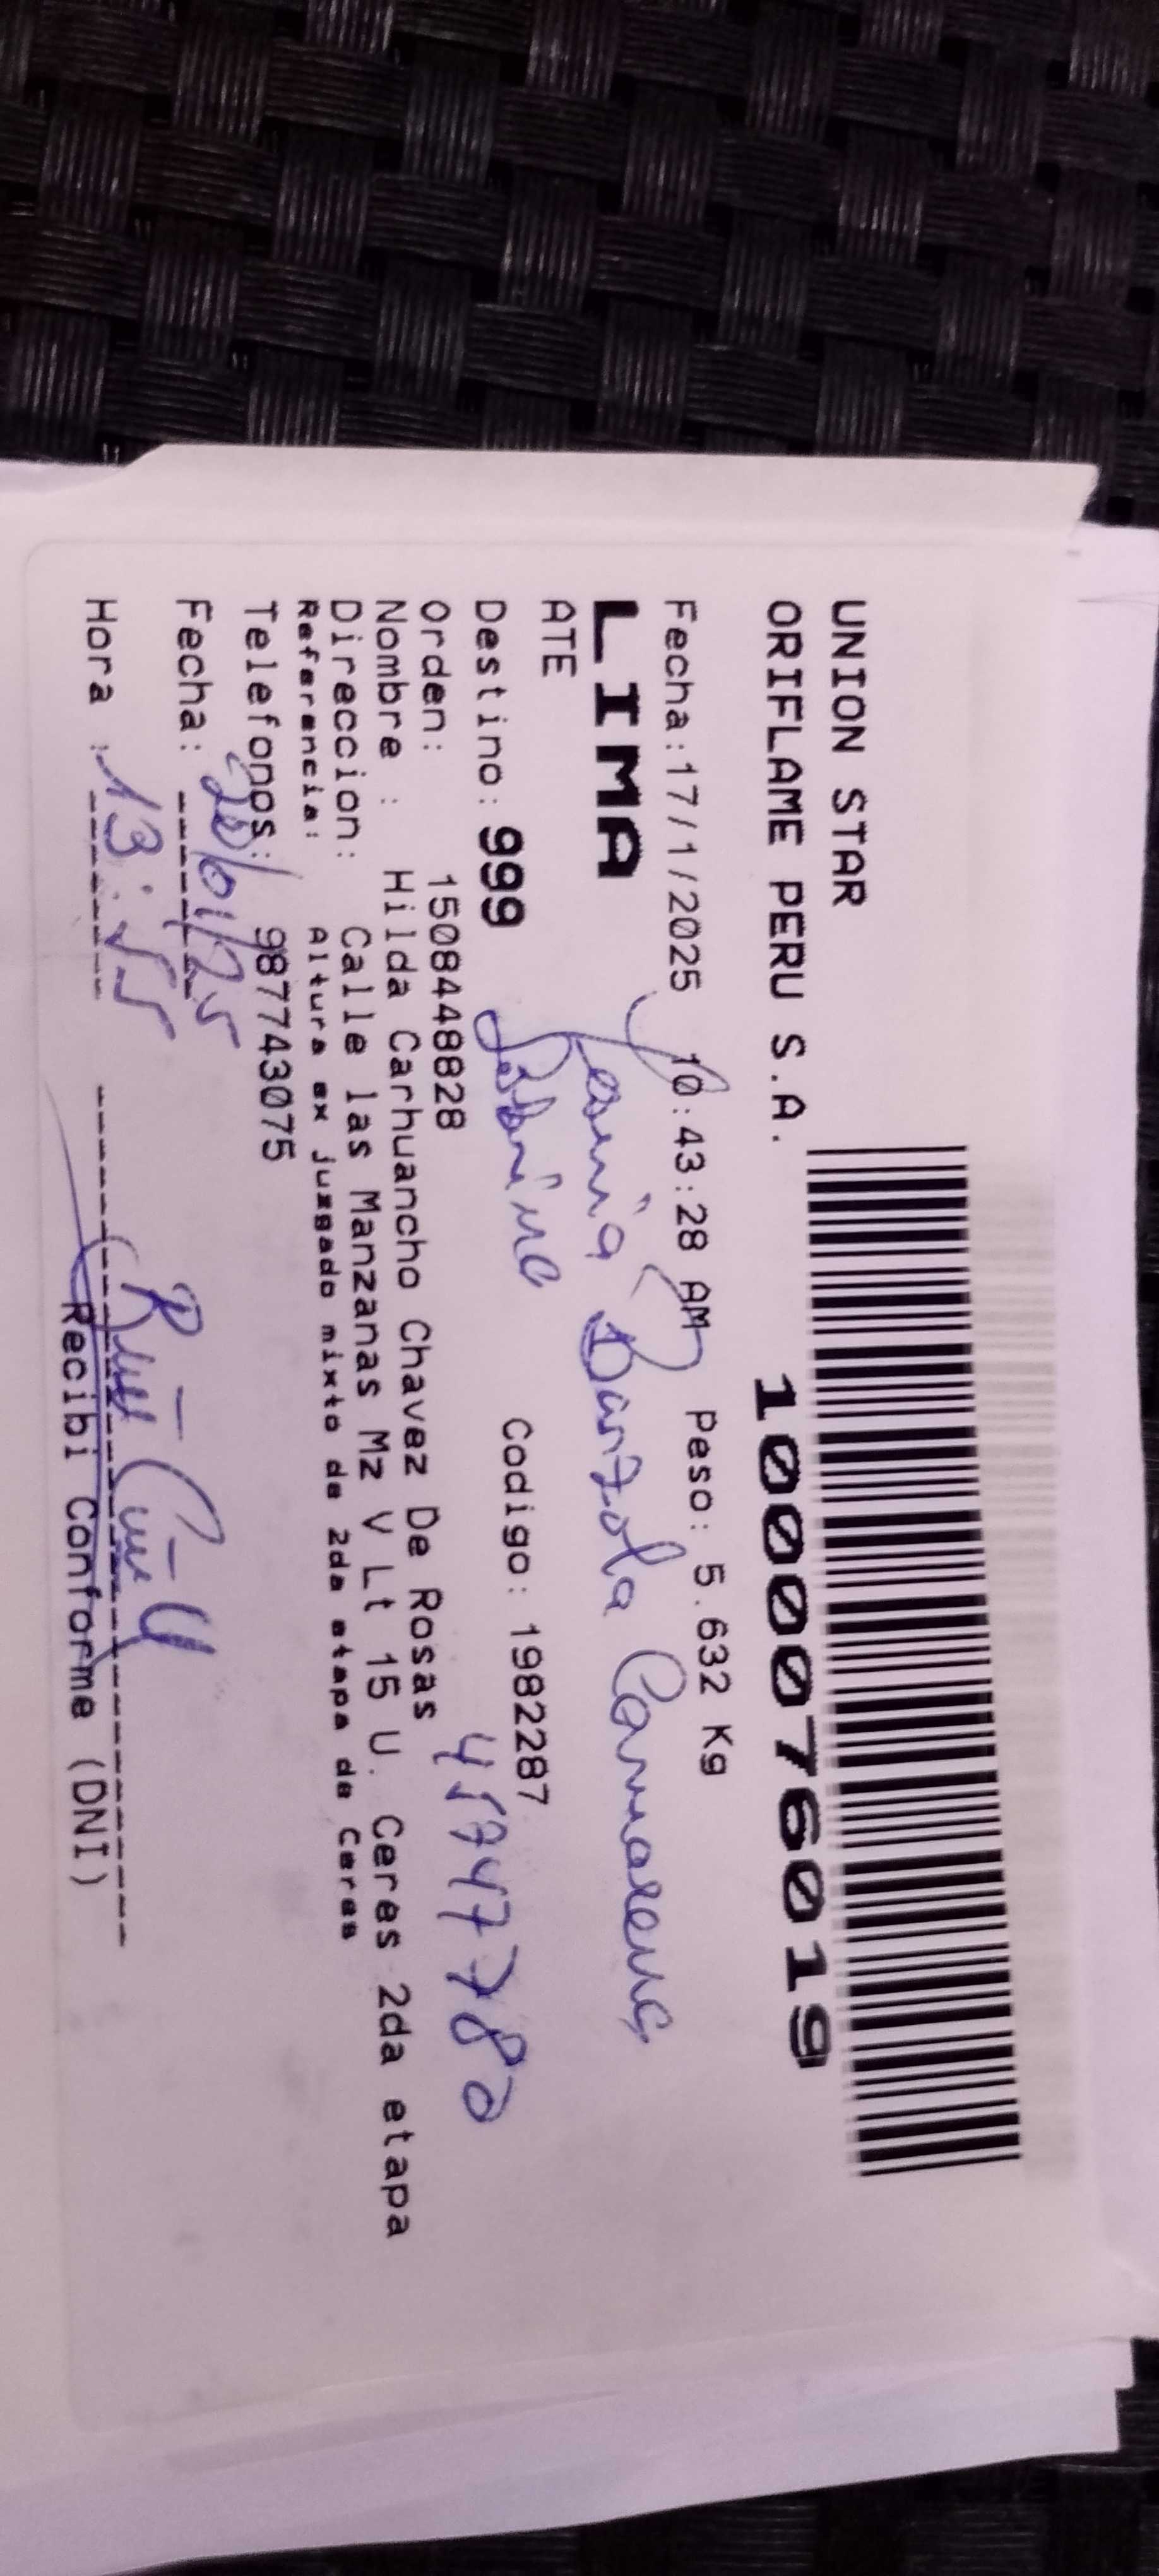 UNION STAR
ORIFLAME PERU S.A.
1000076019
Fecha:17/1/2025 10:43:28 AM Peso: 5.632 Kg
LIMA
ATE
Destino: 999 Codigo: 1982287
Orden: 1508448828
45747780
Nombre : Hilda Carhuancho Chavez De Rosas
Direccion: Calle las Manzanas Mz V Lt 15 U. Ceres 2da etapa
Referencia: Altura ex juzgado mixto de 2da etapa de Ceres
Telefonos: 987743075
Fecha: 20/01/25
Hora : 13:55
Recibi Conforme (DNI)